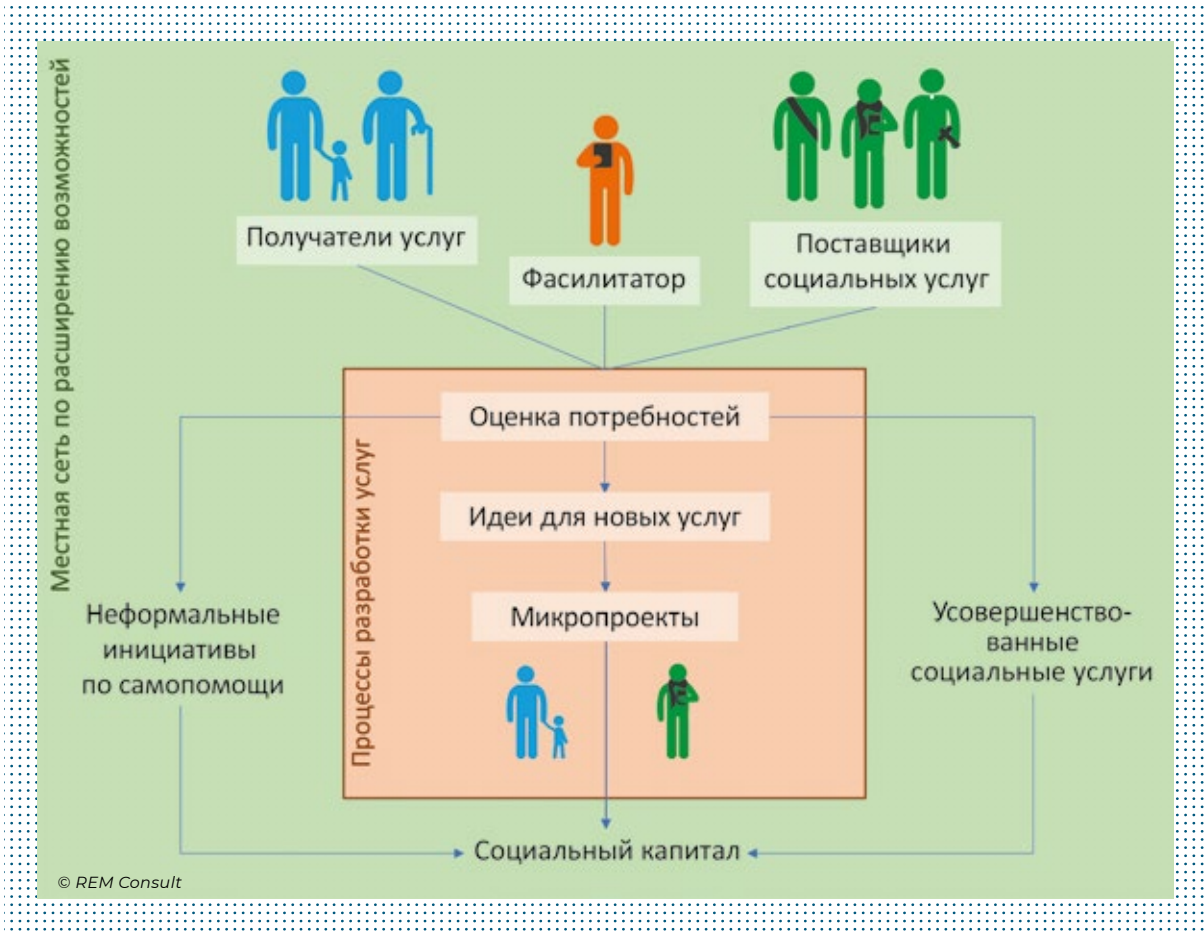 Местная сеть по расширению возможностей
Получатели услуг
Фасилитатор
Поставщики
социальных услуг
Процессы разработки услуг
Оценка потребностей
Идеи для новых услуг
Микропроекты
Неформальные
инициативы
по самопомощи
Усовершенство-
ванные
социальные услуги
Социальный капитал
© REM Consult